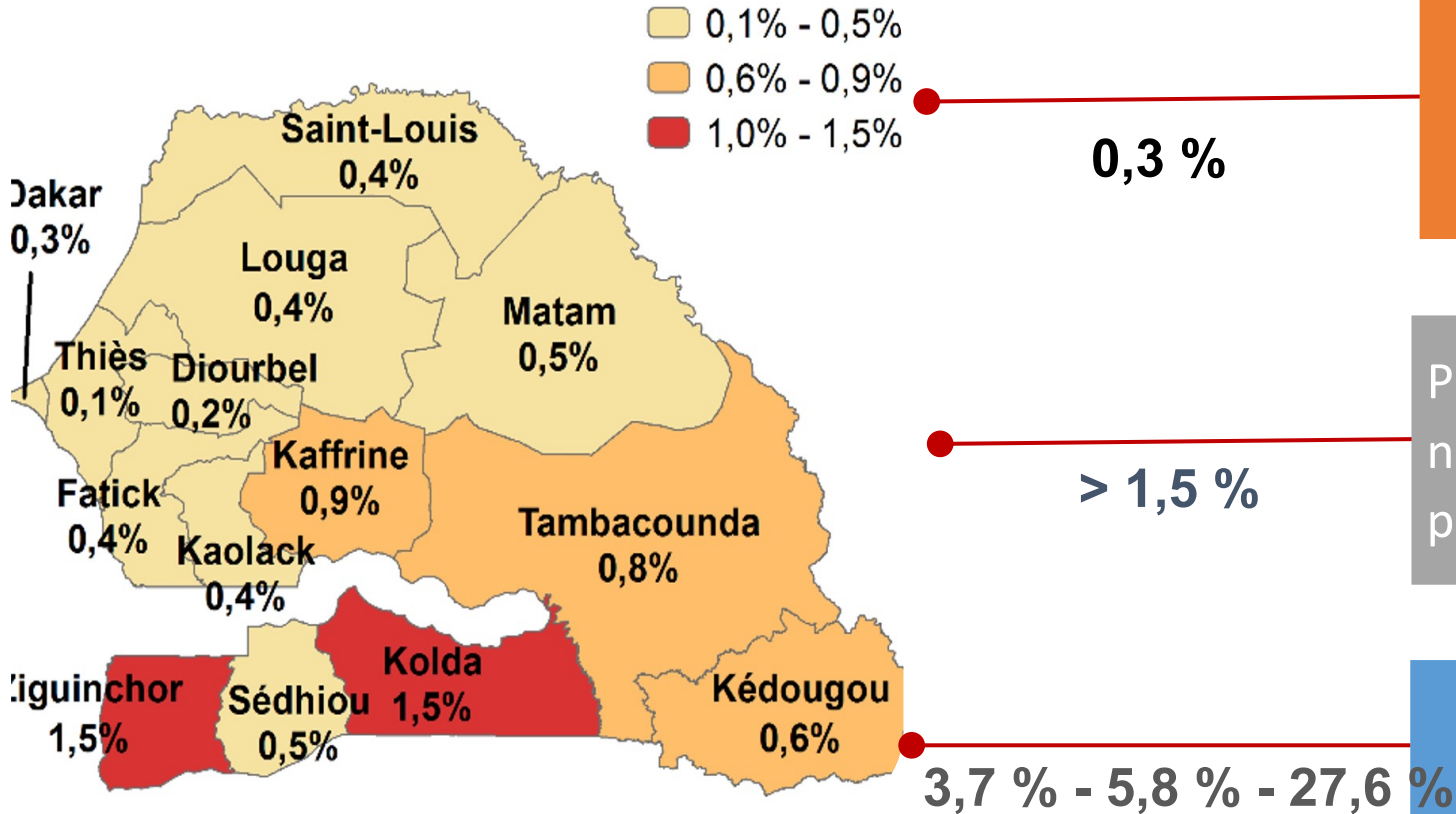 0,1% - 0,5%
0,6% - 0,9%
1,0% - 1,5%
Saint-Louis
0,4%
Dakar
0,3%
Louga
0,4%
Matam
0,5%
Thiès
0,1%
Diourbel
0,2%
Kaffrine
0,9%
Fatick
0,4%
Kaolack
0,4%
Tambacounda
0,8%
Ziguinchor
1,5%
Sédhiou
0,5%
Kolda
1,5%
Kédougou
0,6%
0,3 %
> 1,5 %
3,7 % - 5,8 % - 27,6 %
P
n
p